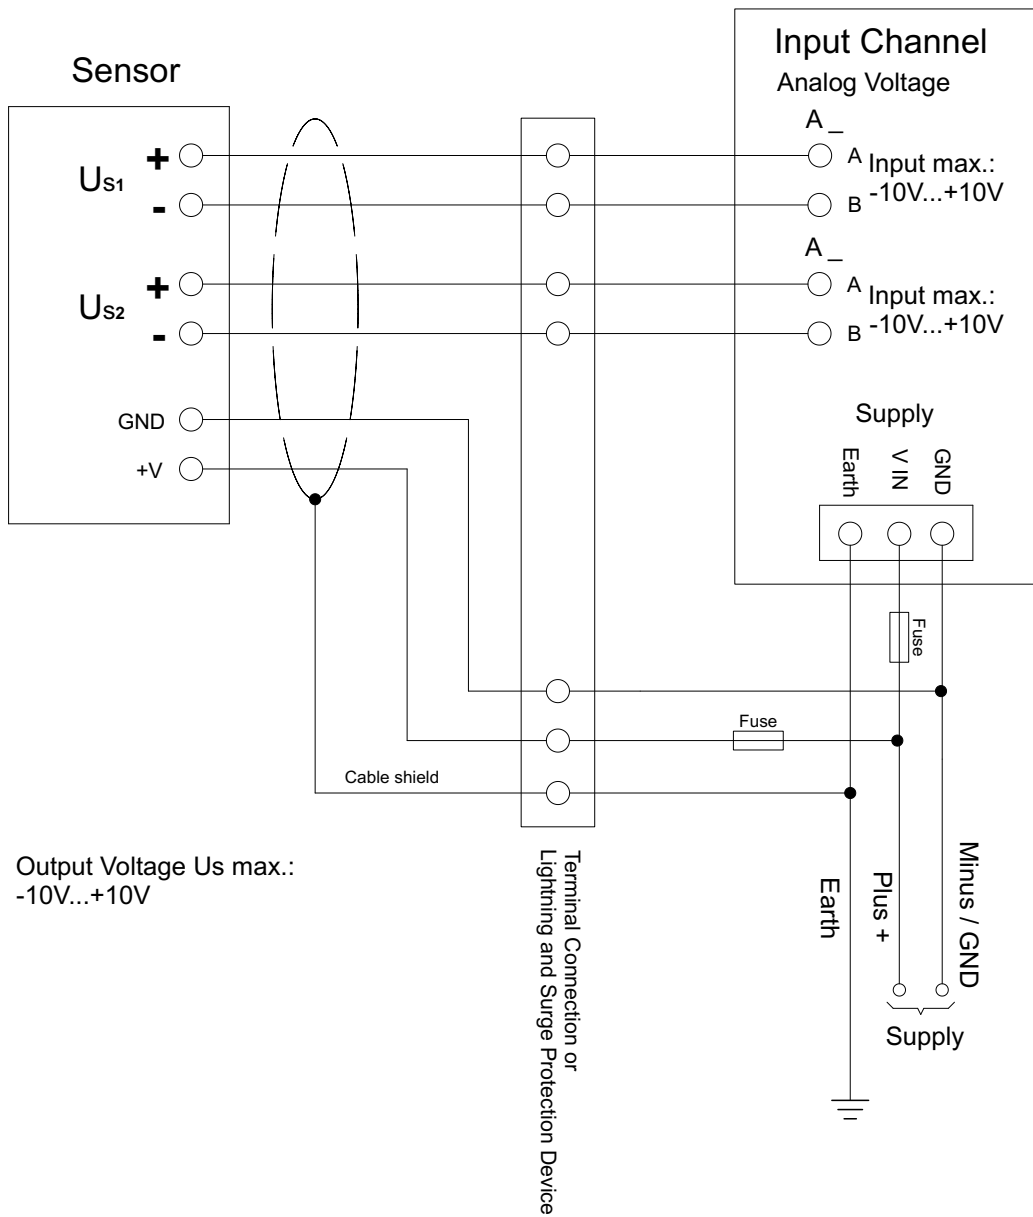 Sensor
Input Channel
Analog Voltage
US1
+
-
US2
+
-
GND
+V
A _
A
B
Input max.:
-10V...+10V
A _
A
B
Input max.:
-10V...+10V
Supply
Earth
V IN
GND
Fuse
Fuse
Cable shield
Output Voltage Us max.:
-10V...+10V
Terminal Connection or
Lightning and Surge Protection Device
Earth
Plus +
Minus / GND
Supply